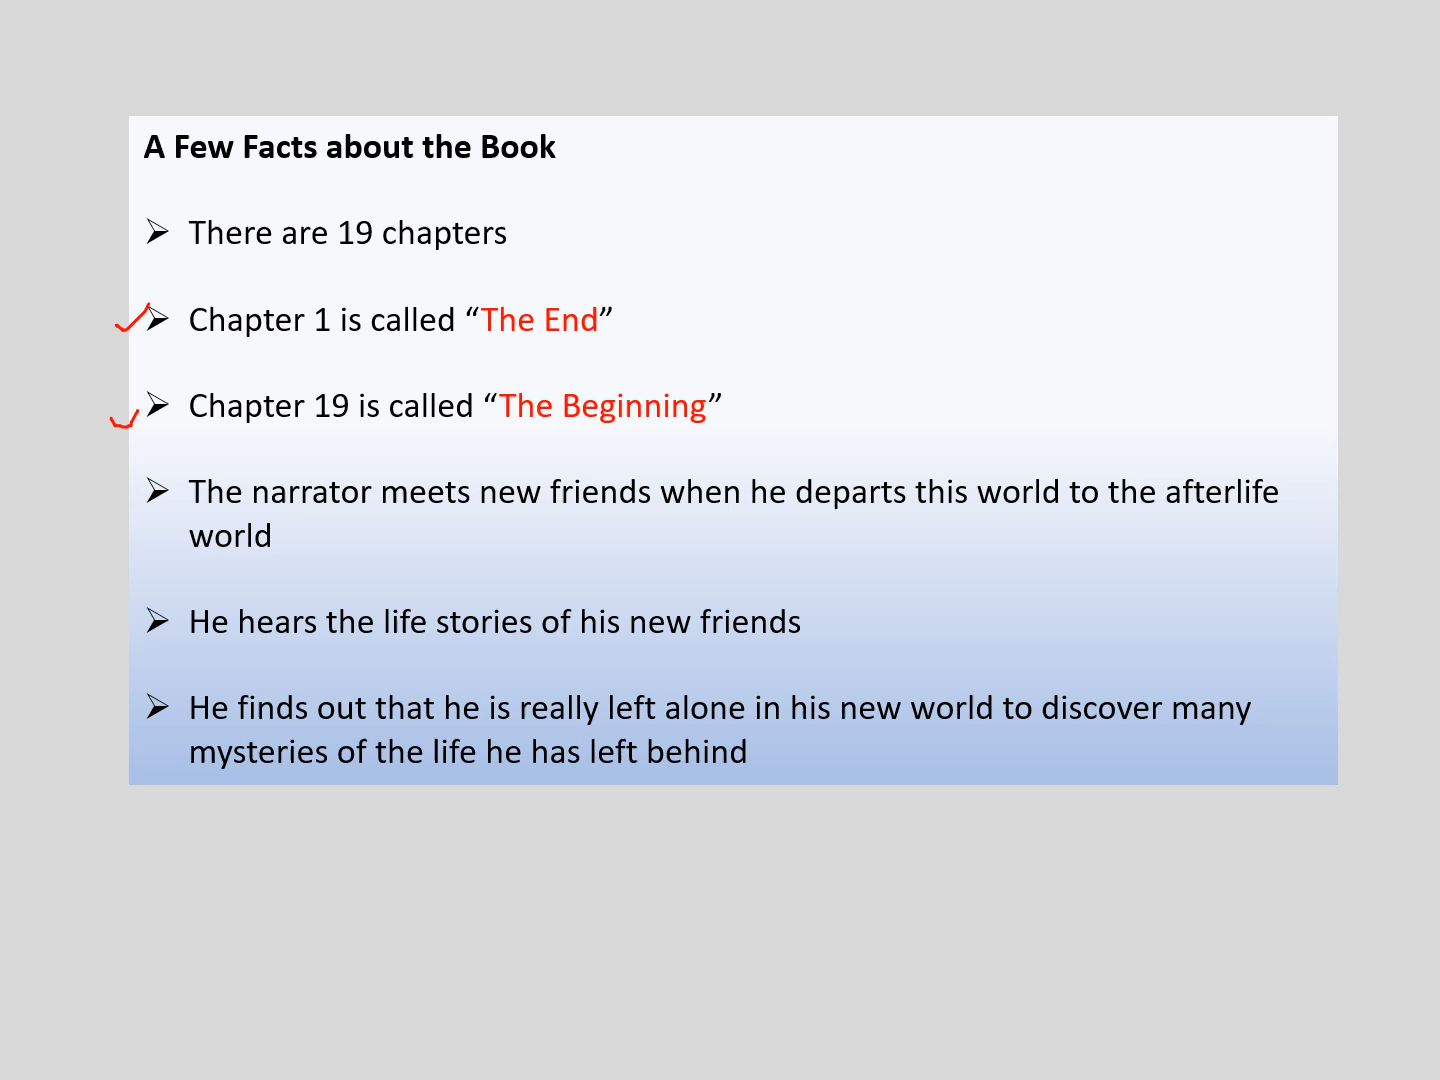 A Few Facts about the Book
➢ There are 19 chapters
➢ Chapter 1 is called “The End”
➢ Chapter 19 is called “The Beginning”
➢ The narrator meets new friends when he departs this world to the afterlife
world
➢ He hears the life stories of his new friends
➢ He finds out that he is really left alone in his new world to discover many
mysteries of the life he has left behind